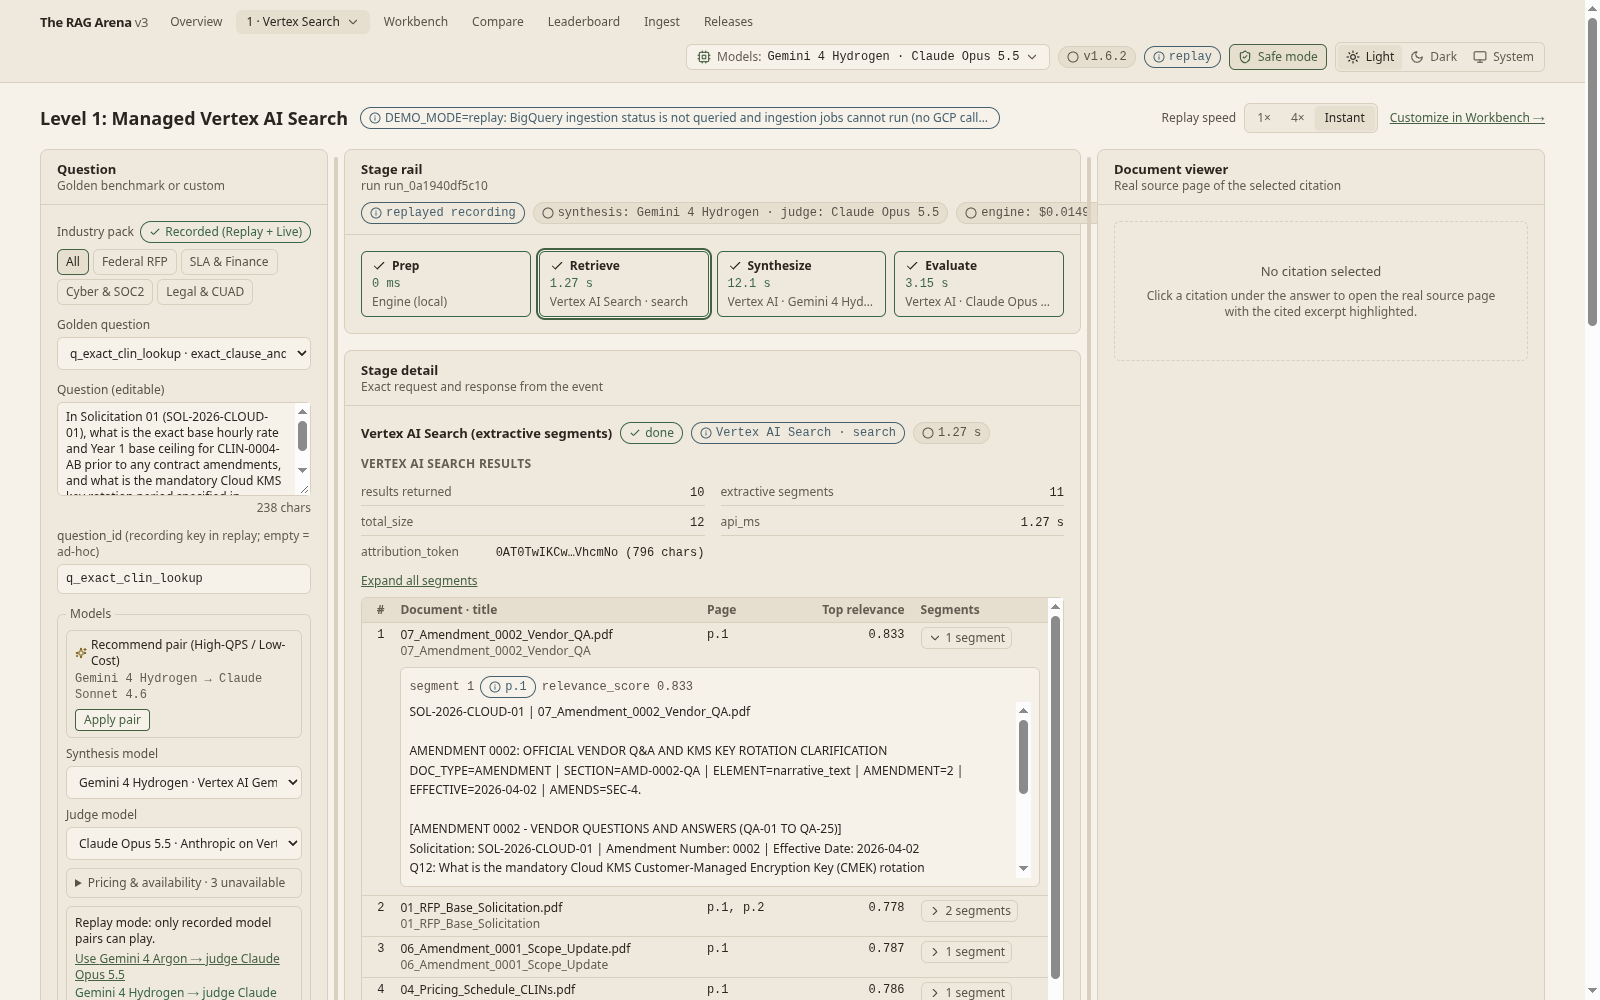 The RAG Arena v3
Overview
1 · Vertex Search
Workbench
Compare
Leaderboard
Ingest
Releases
Models: Gemini 4 Hydrogen · Claude Opus 5.5
v1.6.2
replay
Safe mode
Light
Dark
System
Level 1: Managed Vertex AI Search
DEMO_MODE=replay: BigQuery ingestion status is not queried and ingestion jobs cannot run (no GCP call...
Replay speed
1×
4×
Instant
Customize in Workbench →
Question
Golden benchmark or custom
Industry pack
Recorded (Replay + Live)
All
Federal RFP
SLA & Finance
Cyber & SOC2
Legal & CUAD
Golden question
q_exact_clin_lookup · exact_clause_anc
Question (editable)
In Solicitation 01 (SOL-2026-CLOUD-
01), what is the exact base hourly rate
and Year 1 base ceiling for CLIN-0004-
AB prior to any contract amendments,
and what is the mandatory Cloud KMS
key rotation period specified in
238 chars
question_id (recording key in replay; empty =
ad-hoc)
q_exact_clin_lookup
Models
Recommend pair (High-QPS / Low-
Cost)
Gemini 4 Hydrogen → Claude
Sonnet 4.6
Apply pair
Synthesis model
Gemini 4 Hydrogen · Vertex AI Gem
Judge model
Claude Opus 5.5 · Anthropic on Vert
Pricing & availability · 3 unavailable
Replay mode: only recorded model
pairs can play.
Use Gemini 4 Argon → judge Claude
Opus 5.5
Gemini 4 Hydrogen → judge Claude
Stage rail
run run_0a1940df5c10
replayed recording
synthesis: Gemini 4 Hydrogen · judge: Claude Opus 5.5
engine: $0.0149
Prep
0 ms
Engine (local)
Retrieve
1.27 s
Vertex AI Search · search
Synthesize
12.1 s
Vertex AI · Gemini 4 Hyd...
Evaluate
3.15 s
Vertex AI · Claude Opus ...
Stage detail
Exact request and response from the event
Vertex AI Search (extractive segments)
done
Vertex AI Search · search
1.27 s
VERTEX AI SEARCH RESULTS
results returned 10
extractive segments 11
total_size 12
api_ms 1.27 s
attribution_token 0AT0TwIKCw…VhcmNo (796 chars)
Expand all segments
# Document · title Page Top relevance Segments
1 07_Amendment_0002_Vendor_QA.pdf p.1 0.833 1 segment
07_Amendment_0002_Vendor_QA
segment 1 p.1 relevance_score 0.833
SOL-2026-CLOUD-01 | 07_Amendment_0002_Vendor_QA.pdf
AMENDMENT 0002: OFFICIAL VENDOR Q&A AND KMS KEY ROTATION CLARIFICATION
DOC_TYPE=AMENDMENT | SECTION=AMD-0002-QA | ELEMENT=narrative_text | AMENDMENT=2 |
EFFECTIVE=2026-04-02 | AMENDS=SEC-4.
[AMENDMENT 0002 - VENDOR QUESTIONS AND ANSWERS (QA-01 TO QA-25)]
Solicitation: SOL-2026-CLOUD-01 | Amendment Number: 0002 | Effective Date: 2026-04-02
Q12: What is the mandatory Cloud KMS Customer-Managed Encryption Key (CMEK) rotation
2 01_RFP_Base_Solicitation.pdf p.1, p.2 0.778 2 segments
01_RFP_Base_Solicitation
3 06_Amendment_0001_Scope_Update.pdf p.1 0.787 1 segment
06_Amendment_0001_Scope_Update
4 04_Pricing_Schedule_CLINs.pdf p.1 0.786 1 segment
Document viewer
Real source page of the selected citation
No citation selected
Click a citation under the answer to open the real source page
with the cited excerpt highlighted.